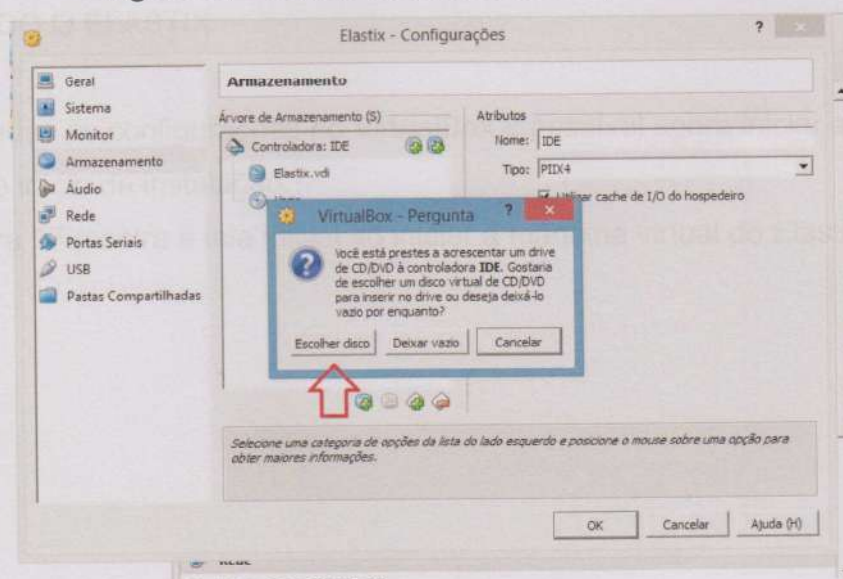 Elastix - Configurações
?
Geral
Sistema
Monitor
Armazenamento
Áudio
Rede
Portas Seriais
USB
Pastas Compartilhadas
Armazenamento
Árvore de Armazenamento (S)
Controladora: IDE
Elastix.vdi
Atributos
Nome: IDE
Tipo: PIIX4
Utilizar cache de I/O do hospedeiro
VirtualBox - Pergunta
?
Você está prestes a acrescentar um drive
de CD/DVD à controladora IDE. Gostaria
de escolher um disco virtual de CD/DVD
para inserir no drive ou deseja deixá-lo
vazio por enquanto?
Escolher disco
Deixar vazio
Cancelar
Selecione uma categoria de opções da lista do lado esquerdo e posicione o mouse sobre uma opção para
obter maiores informações.
OK
Cancelar
Ajuda (H)